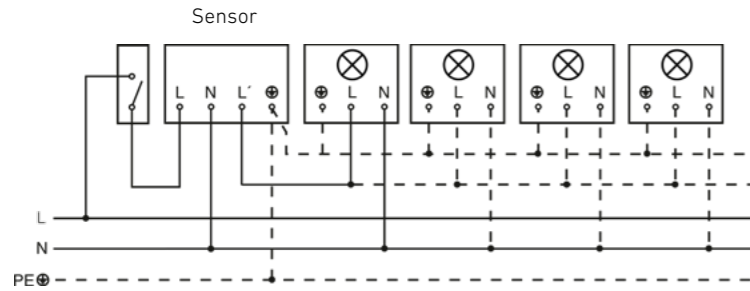 Sensor
L N L´ ⏚ ⏚ L N ⏚ L N ⏚ L N ⏚ L N
L
N
PE⏚